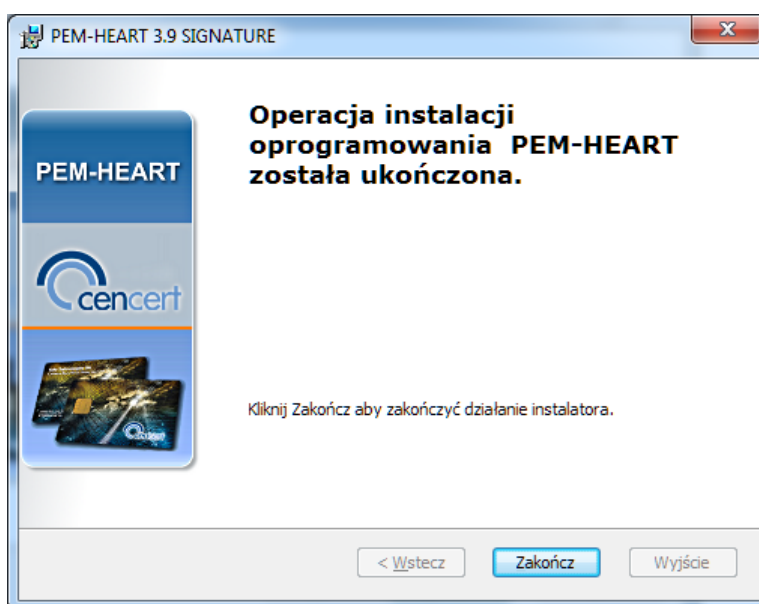 PEM-HEART 3.9 SIGNATURE
Operacja instalacji
oprogramowania PEM-HEART
została ukończona.
PEM-HEART
cencert
Kliknij Zakończ aby zakończyć działanie instalatora.
< Wstecz
Zakończ
Wyjście